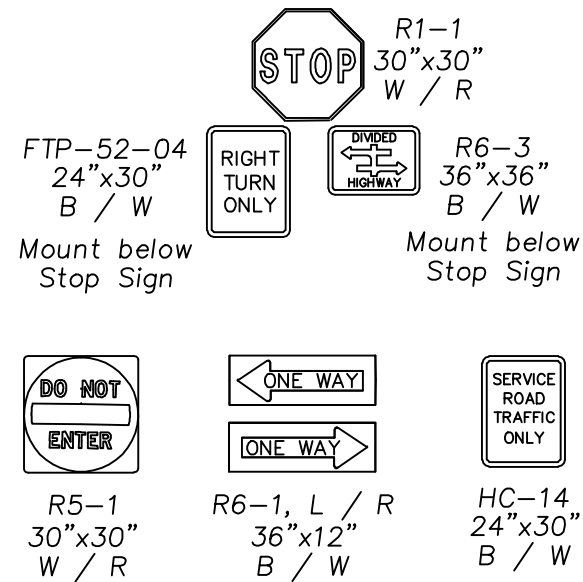 STOP
R1-1
30"x30"
W / R
FTP-52-04
24"x30"
B / W
Mount below
Stop Sign
RIGHT
TURN
ONLY
DIVIDED
HIGHWAY
R6-3
36"x36"
B / W
Mount below
Stop Sign
DO NOT
ENTER
R5-1
30"x30"
W / R
ONE WAY
ONE WAY
R6-1, L / R
36"x12"
B / W
SERVICE
ROAD
TRAFFIC
ONLY
HC-14
24"x30"
B / W